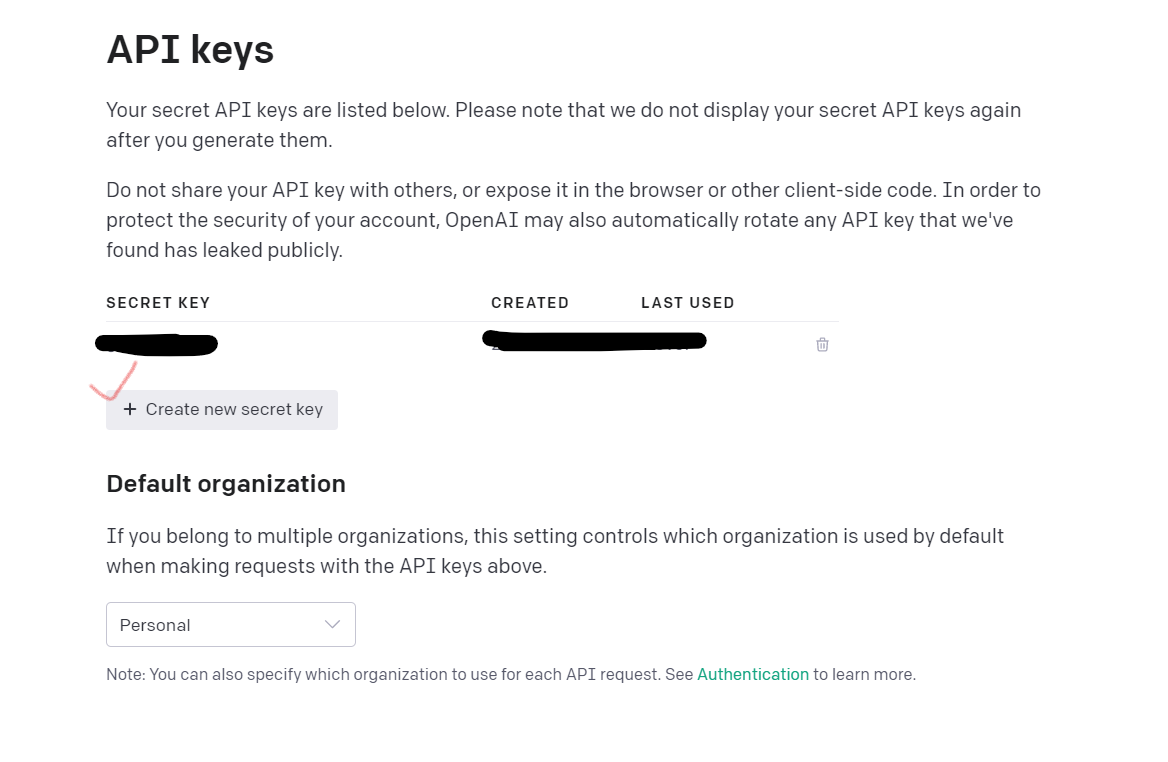 API keys
Your secret API keys are listed below. Please note that we do not display your secret API keys again
after you generate them.
Do not share your API key with others, or expose it in the browser or other client-side code. In order to
protect the security of your account, OpenAI may also automatically rotate any API key that we've
found has leaked publicly.
SECRET KEY CREATED LAST USED
+ Create new secret key
Default organization
If you belong to multiple organizations, this setting controls which organization is used by default
when making requests with the API keys above.
Personal
Note: You can also specify which organization to use for each API request. See Authentication to learn more.